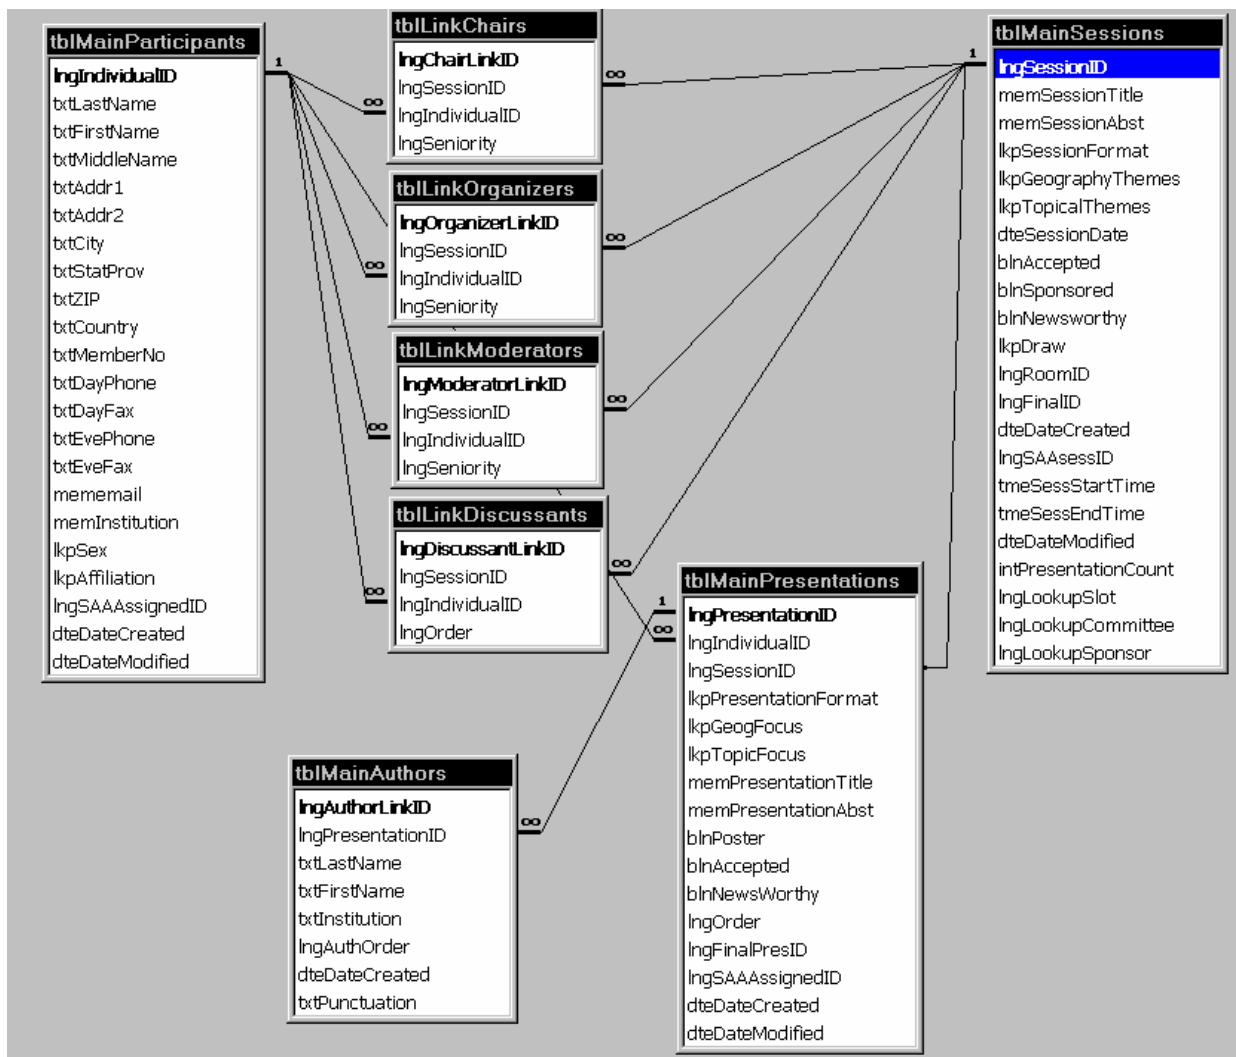 tblMainParticipants
lngIndividualID
txtLastName
txtFirstName
txtMiddleName
txtAddr1
txtAddr2
txtCity
txtStatProv
txtZIP
txtCountry
txtMemberNo
txtDayPhone
txtDayFax
txtEvePhone
txtEveFax
mememail
memInstitution
lkpSex
lkpAffiliation
lngSAAAssignedID
dteDateCreated
dteDateModified
1
tblLinkChairs
lngChairLinkID
lngSessionID
lngIndividualID
lngSeniority
∞
∞
tblLinkOrganizers
lngOrganizerLinkID
lngSessionID
lngIndividualID
lngSeniority
∞
∞
tblLinkModerators
lngModeratorLinkID
lngSessionID
lngIndividualID
lngSeniority
∞
∞
tblLinkDiscussants
lngDiscussantLinkID
lngSessionID
lngIndividualID
lngOrder
∞
∞
1
tblMainSessions
lngSessionID
memSessionTitle
memSessionAbst
lkpSessionFormat
lkpGeographyThemes
lkpTopicalThemes
dteSessionDate
blnAccepted
blnSponsored
blnNewsworthy
lkpDraw
lngRoomID
lngFinalID
dteDateCreated
lngSAAsessID
tmeSessStartTime
tmeSessEndTime
dteDateModified
intPresentationCount
lngLookupSlot
lngLookupCommittee
lngLookupSponsor
1
∞
tblMainPresentations
lngPresentationID
lngIndividualID
lngSessionID
lkpPresentationFormat
lkpGeogFocus
lkpTopicFocus
memPresentationTitle
memPresentationAbst
blnPoster
blnAccepted
blnNewsWorthy
lngOrder
lngFinalPresID
lngSAAAssignedID
dteDateCreated
dteDateModified
tblMainAuthors
lngAuthorLinkID
lngPresentationID
txtLastName
txtFirstName
txtInstitution
lngAuthOrder
dteDateCreated
txtPunctuation
∞